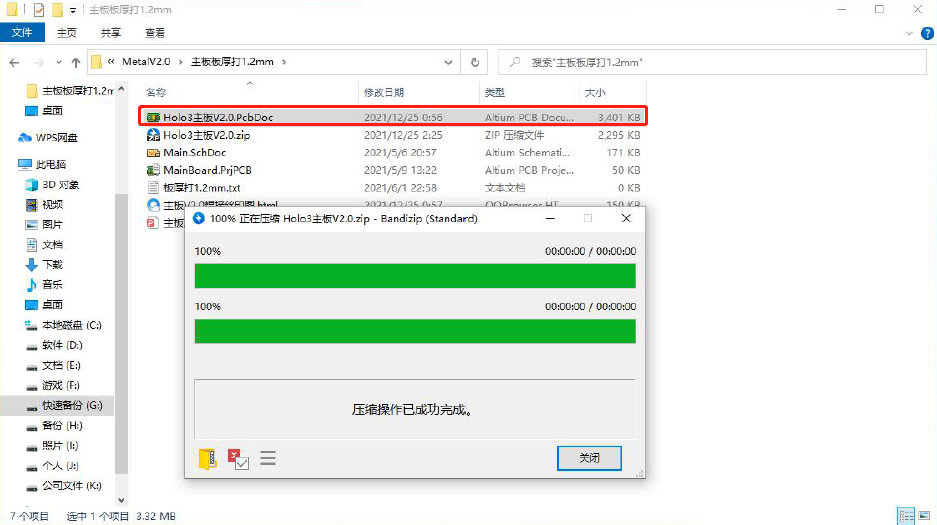 主板板厚打1.2mm
文件 主页 共享 查看
« MetalV2.0 › 主板板厚打1.2mm ›
搜索"主板板厚打1.2mm"
名称 修改日期 类型 大小
Holo3主板V2.0.PcbDoc 2021/12/25 0:56 Altium PCB Docu... 3,401 KB
Holo3主板V2.0.zip 2021/12/25 2:25 ZIP 压缩文件 2,295 KB
Main.SchDoc 2021/5/6 20:57 Altium Schemati... 171 KB
MainBoard.PrjPCB 2021/5/9 13:22 Altium PCB Proje... 50 KB
板厚打1.2mm.txt 2021/6/1 22:58 文本文档 0 KB
主板V2.0焊接丝印图.html 2021/12/25 0:57 QQBrowser.HT... 150 KB
主板
主板板厚打1.2m
桌面
WPS网盘
此电脑
3D 对象
视频
图片
文档
下载
音乐
桌面
本地磁盘 (C:)
软件 (D:)
文档 (E:)
游戏 (F:)
快速备份 (G:)
备份 (H:)
照片 (I:)
个人 (J:)
公司文件 (K:)
100% 正在压缩 Holo3主板V2.0.zip - Bandizip (Standard)
100% 00:00:00 / 00:00:00
100% 00:00:00 / 00:00:00
压缩操作已成功完成。
关闭
7 个项目 选中 1 个项目 3.32 MB